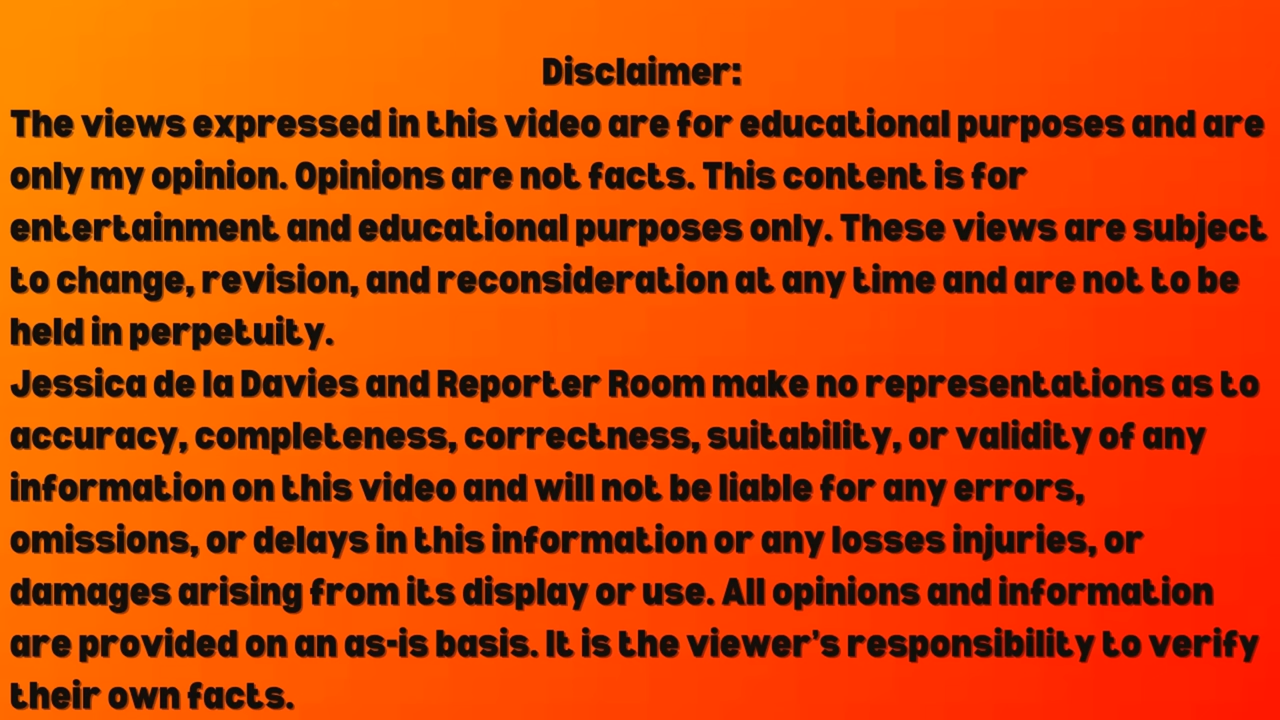 Disclaimer:
The views expressed in this video are for educational purposes and are
only my opinion. Opinions are not facts. This content is for
entertainment and educational purposes only. These views are subject
to change, revision, and reconsideration at any time and are not to be
held in perpetuity.
Jessica de la Davies and Reporter Room make no representations as to
accuracy, completeness, correctness, suitability, or validity of any
information on this video and will not be liable for any errors,
omissions, or delays in this information or any losses injuries, or
damages arising from its display or use. All opinions and information
are provided on an as-is basis. It is the viewer's responsibility to verify
their own facts.